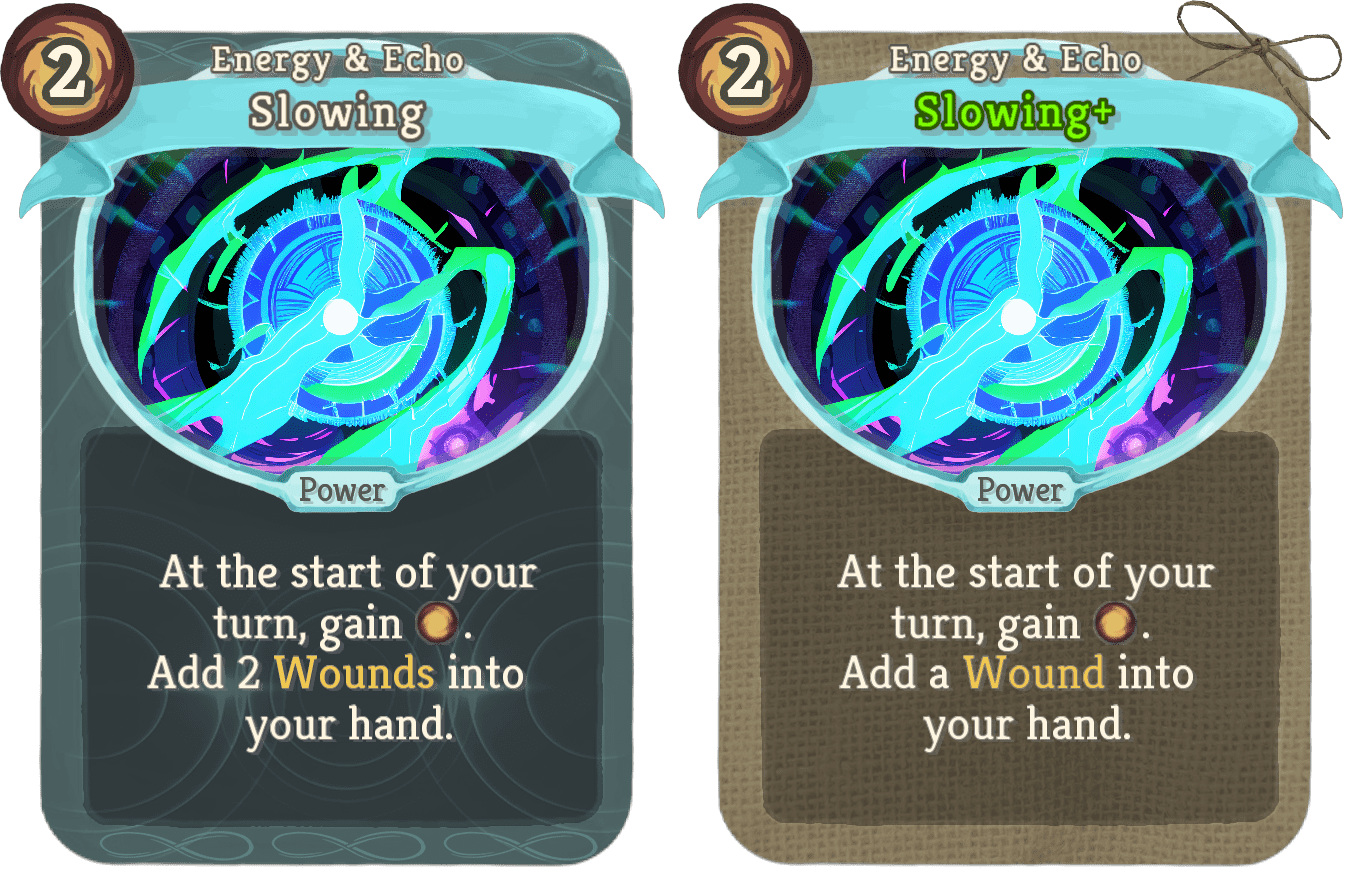 2
Energy & Echo
Slowing
Power
At the start of your
turn, gain .
Add 2 Wounds into
your hand.
2
Energy & Echo
Slowing+
Power
At the start of your
turn, gain .
Add a Wound into
your hand.